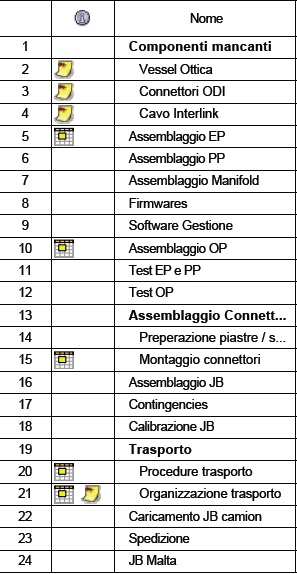 Nome
1 Componenti mancanti
2 Vessel Ottica
3 Connettori ODI
4 Cavo Interlink
5 Assemblaggio EP
6 Assemblaggio PP
7 Assemblaggio Manifold
8 Firmwares
9 Software Gestione
10 Assemblaggio OP
11 Test EP e PP
12 Test OP
13 Assemblaggio Connett...
14 Preperazione piastre / s...
15 Montaggio connettori
16 Assemblaggio JB
17 Contingencies
18 Calibrazione JB
19 Trasporto
20 Procedure trasporto
21 Organizzazione trasporto
22 Caricamento JB camion
23 Spedizione
24 JB Malta